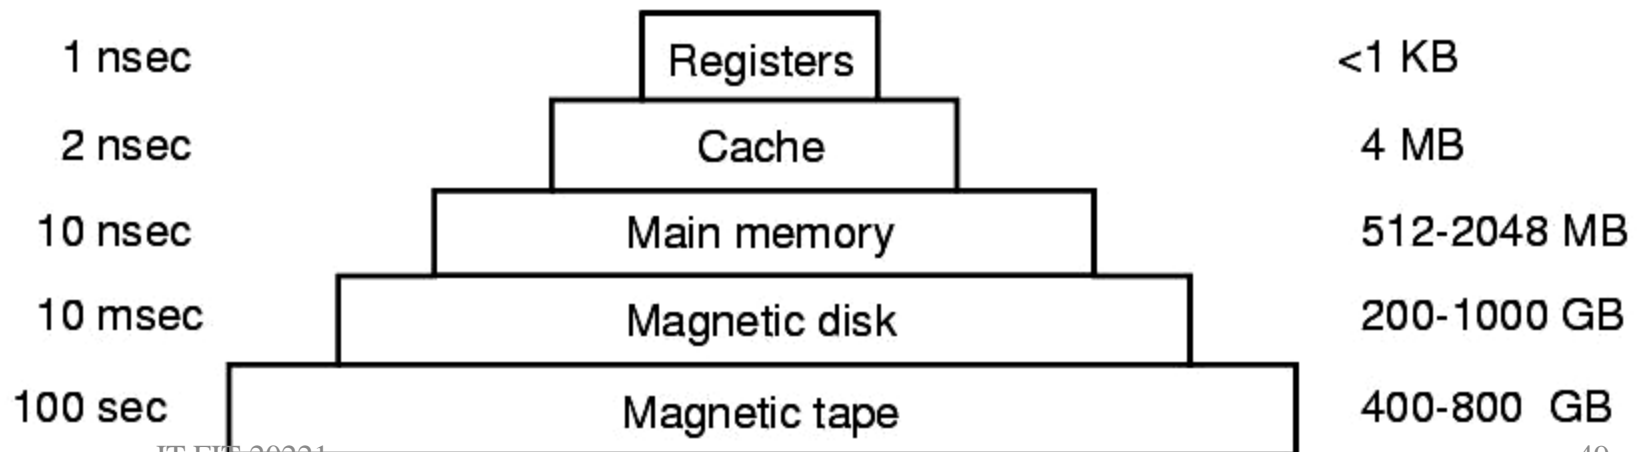 1 nsec Registers <1 KB
2 nsec Cache 4 MB
10 nsec Main memory 512-2048 MB
10 msec Magnetic disk 200-1000 GB
100 sec Magnetic tape 400-800 GB